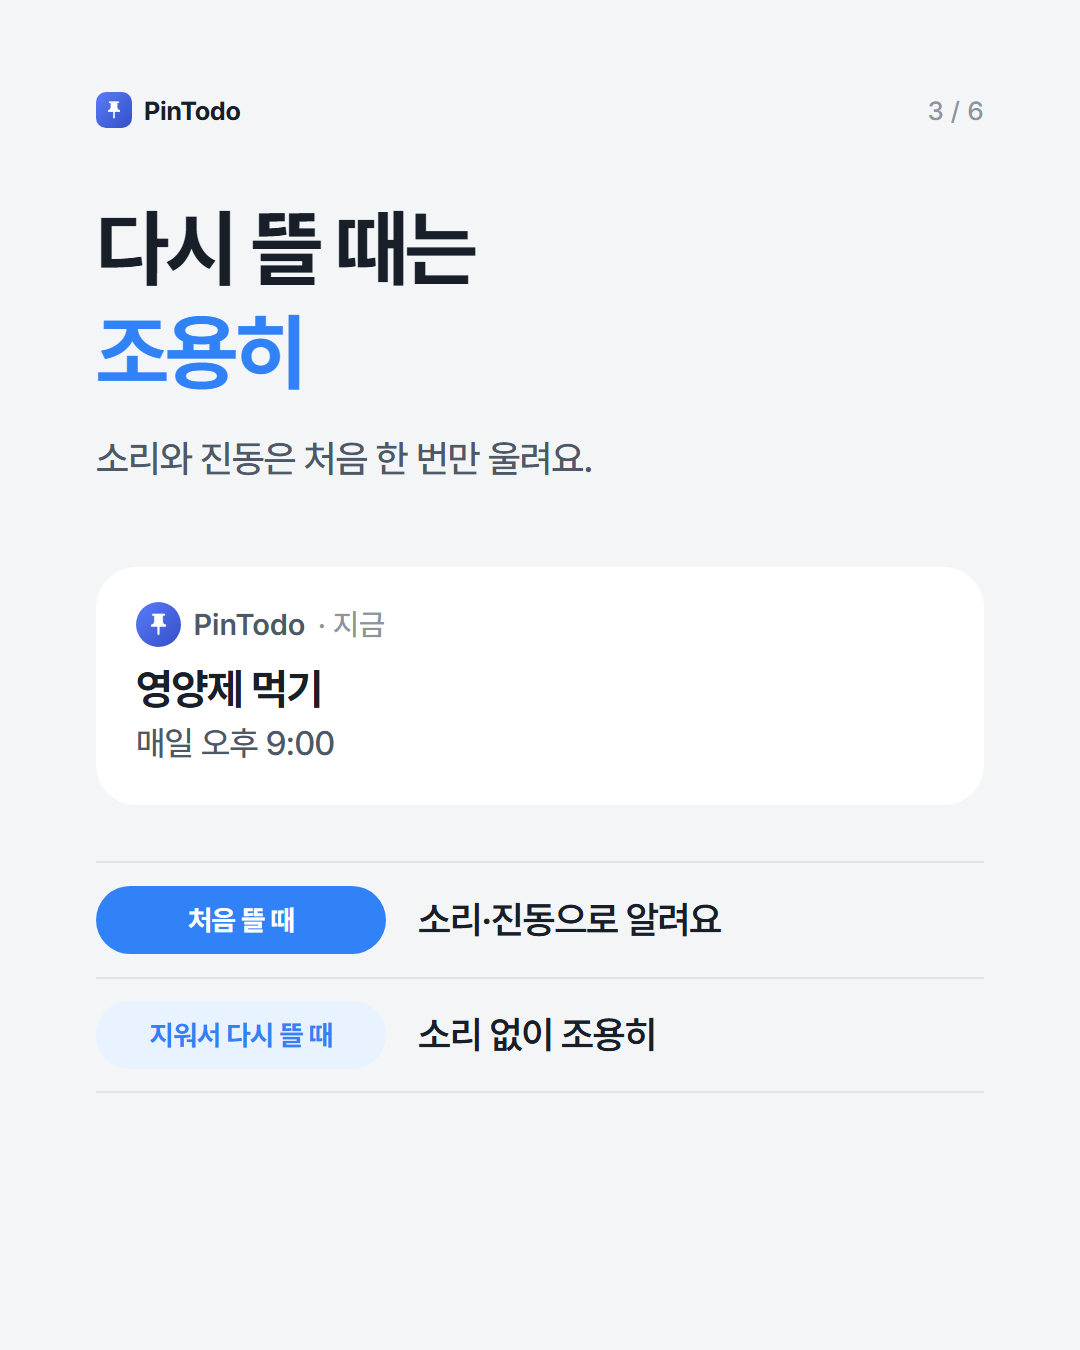 PinTodo
3 / 6
다시 뜰 때는
조용히
소리와 진동은 처음 한 번만 울려요.
PinTodo · 지금
영양제 먹기
매일 오후 9:00
처음 뜰 때
소리·진동으로 알려요
지워서 다시 뜰 때
소리 없이 조용히